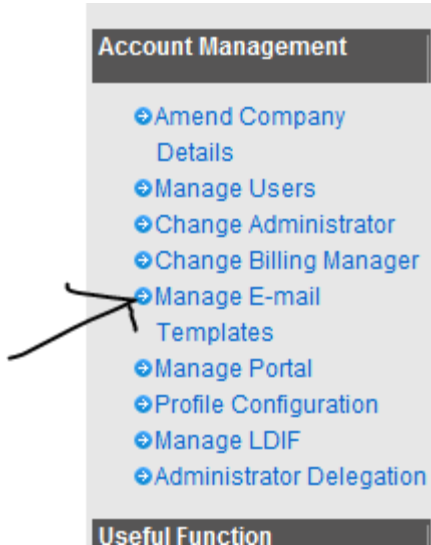 Account Management
Amend Company
Details
Manage Users
Change Administrator
Change Billing Manager
Manage E-mail
Templates
Manage Portal
Profile Configuration
Manage LDIF
Administrator Delegation
Useful Function